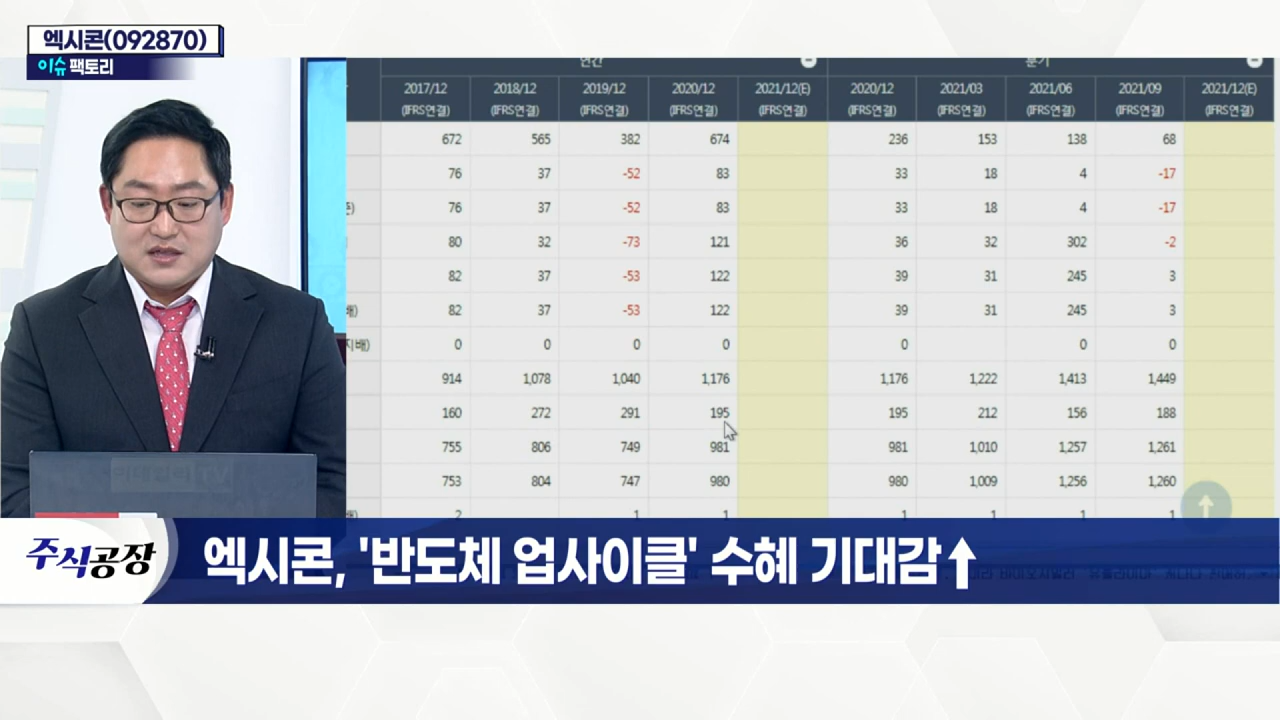 엑시콘(092870)
이슈 팩토리
연간 분기
2017/12 2018/12 2019/12 2020/12 2021/12(E) 2020/12 2021/03 2021/06 2021/09 2021/12(E)
(IFRS연결) (IFRS연결) (IFRS연결) (IFRS연결) (IFRS연결) (IFRS연결) (IFRS연결) (IFRS연결) (IFRS연결) (IFRS연결)
672 565 382 674 236 153 138 68
76 37 -52 83 33 18 4 -17
76 37 -52 83 33 18 4 -17
80 32 -73 121 36 32 302 -2
82 37 -53 122 39 31 245 3
82 37 -53 122 39 31 245 3
지배) 0 0 0 0 0 0 0
914 1,078 1,040 1,176 1,176 1,222 1,413 1,449
160 272 291 195 195 212 156 188
755 806 749 981 981 1,010 1,257 1,261
753 804 747 980 980 1,009 1,256 1,260
2 1 1 1 1 1 1
주식공장
엑시콘, '반도체 업사이클' 수혜 기대감↑